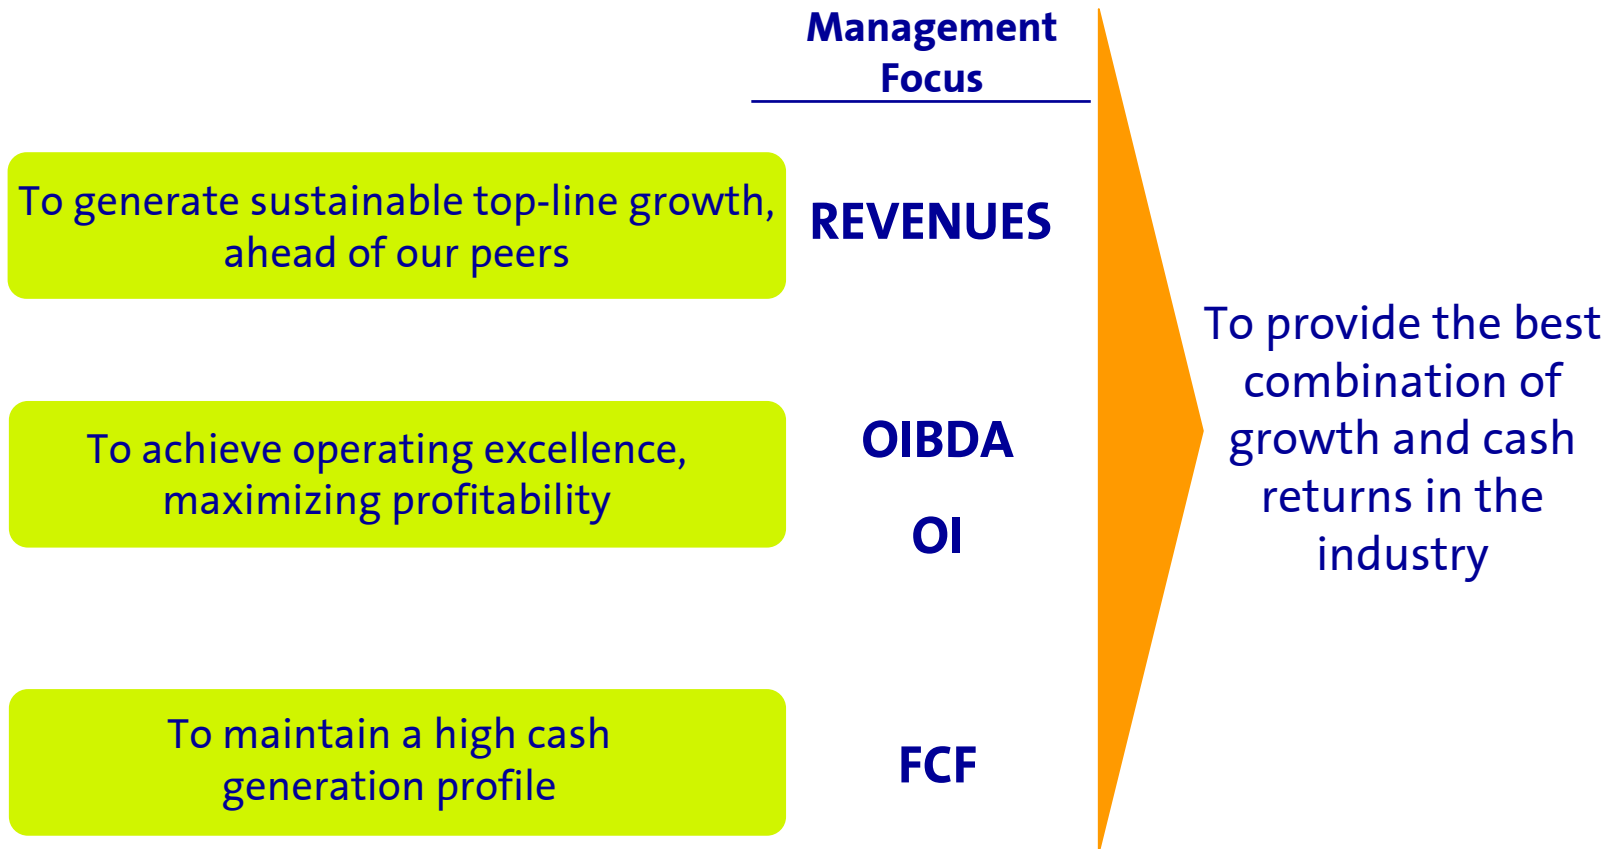 Management
Focus
To generate sustainable top-line growth,
ahead of our peers
REVENUES
To achieve operating excellence,
maximizing profitability
OIBDA
OI
To maintain a high cash
generation profile
FCF
To provide the best
combination of
growth and cash
returns in the
industry